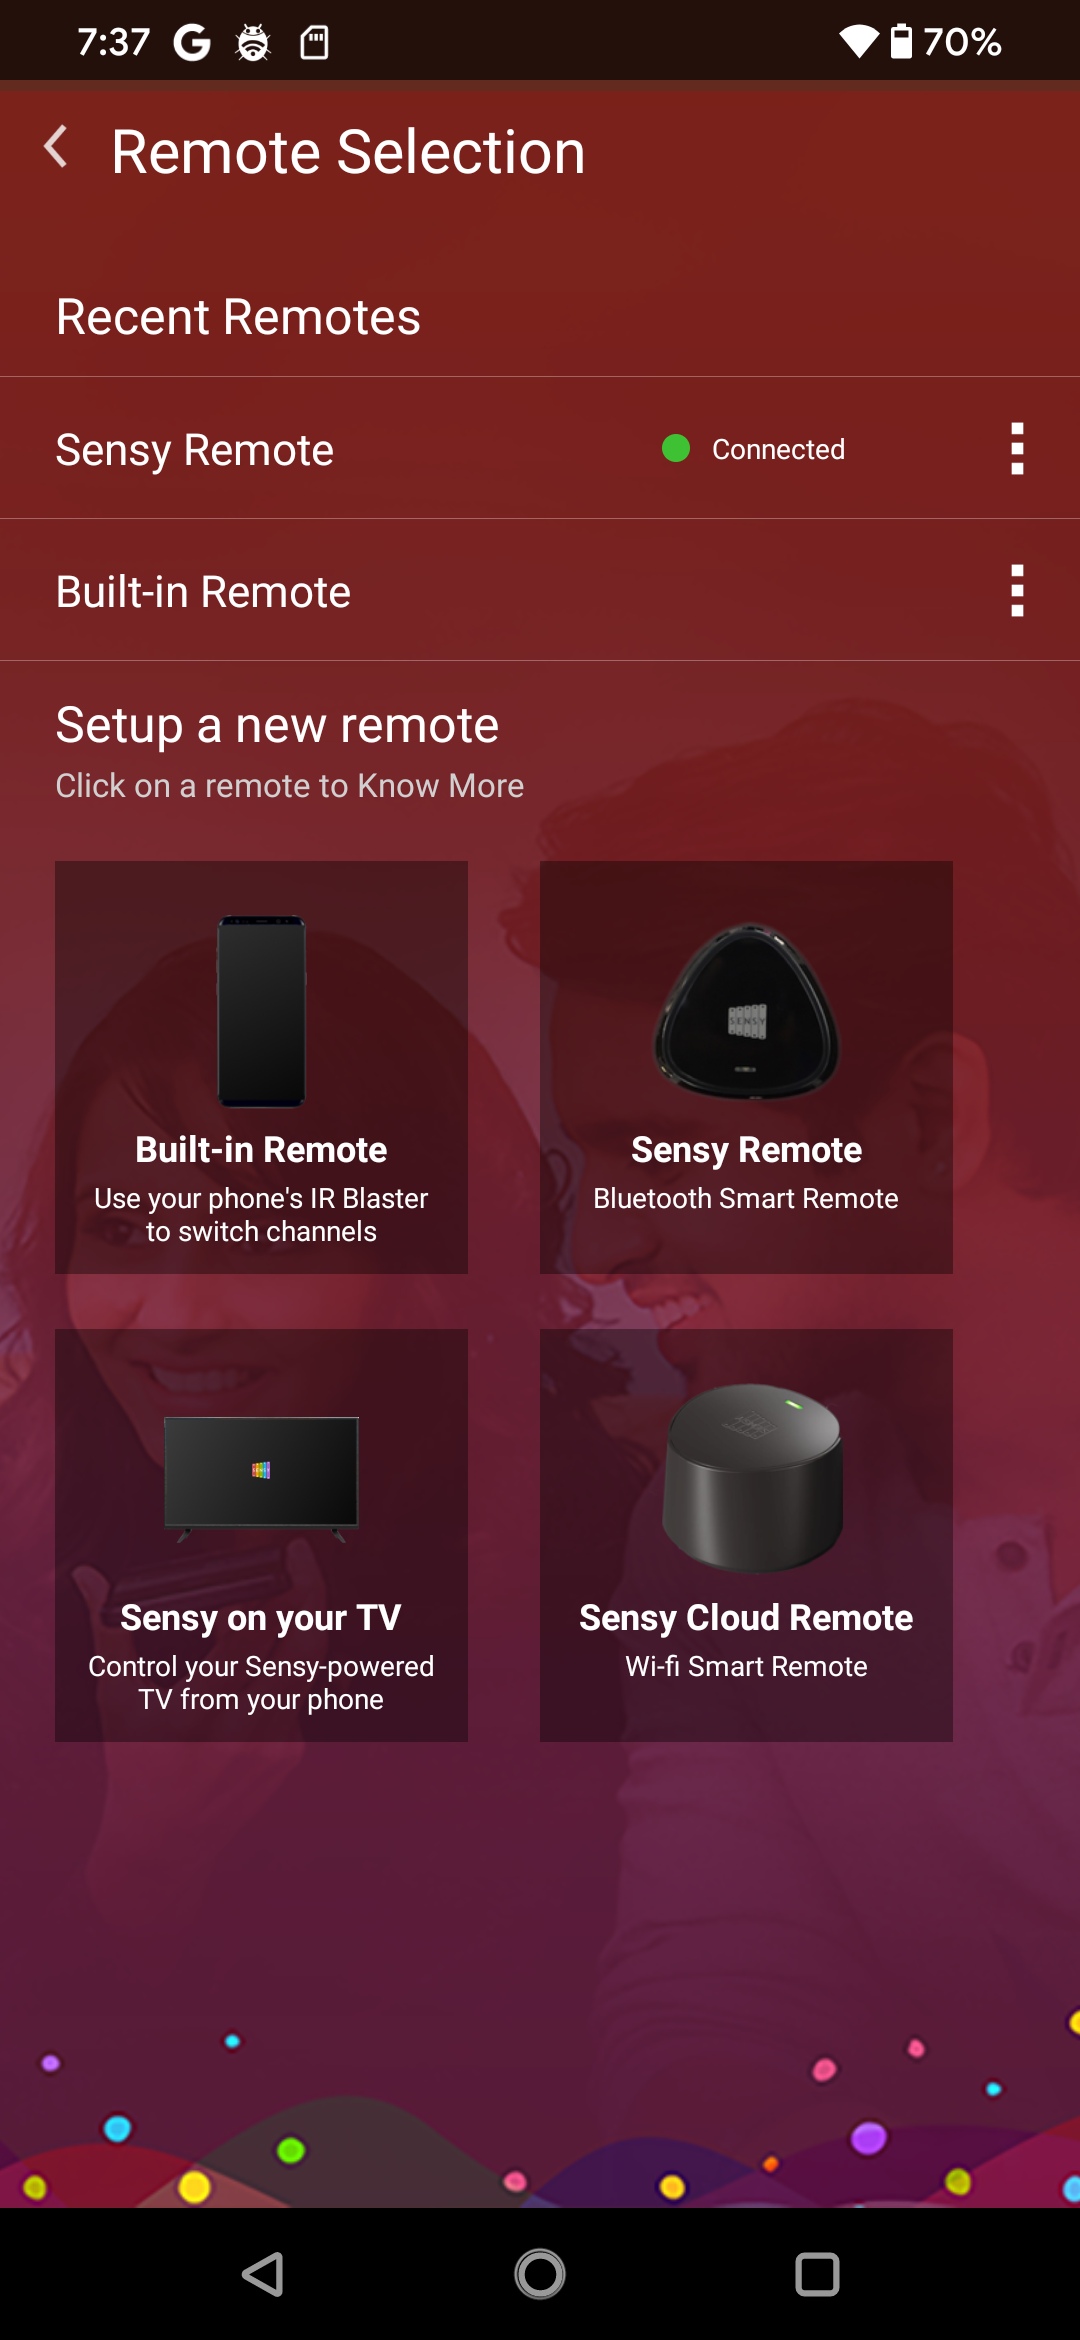 7:37
70%
Remote Selection
Recent Remotes
Sensy Remote
Connected
Built-in Remote
Setup a new remote
Click on a remote to Know More
Built-in Remote
Use your phone's IR Blaster
to switch channels
SENSY
Sensy Remote
Bluetooth Smart Remote
Sensy on your TV
Control your Sensy-powered
TV from your phone
Sensy Cloud Remote
Wi-fi Smart Remote